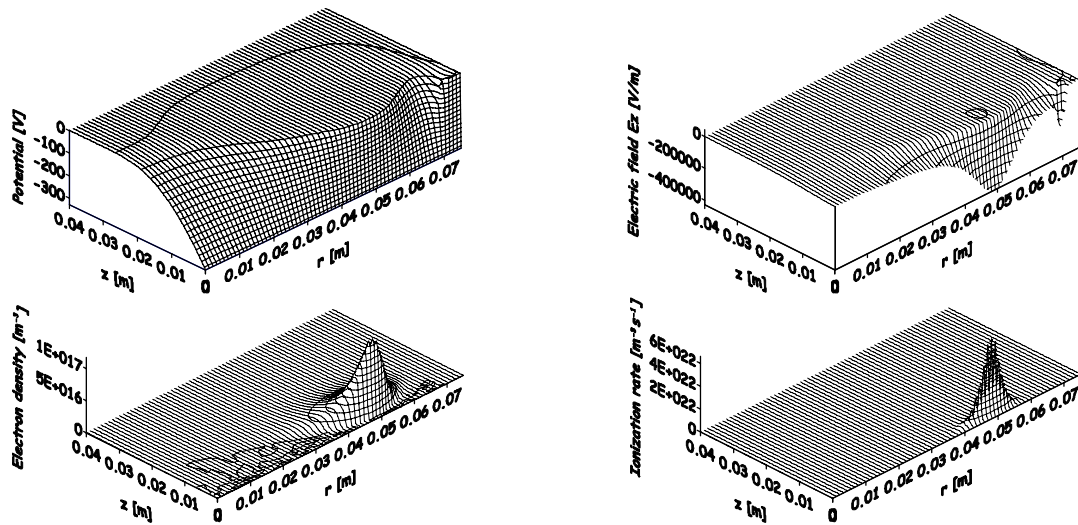 Potential [V]
0
-100
-200
-300
0.04 0.03 0.02 0.01 0
z [m]
0.01 0.02 0.03 0.04 0.05 0.06 0.07
r [m]
Electric field Ez [V/m]
0
-200000
-400000
0.04 0.03 0.02 0.01 0
z [m]
0.01 0.02 0.03 0.04 0.05 0.06 0.07
r [m]
Electron density [m⁻³]
1E+017
5E+016
0
0.04 0.03 0.02 0.01 0
z [m]
0.01 0.02 0.03 0.04 0.05 0.06 0.07
r [m]
Ionization rate [m⁻³s⁻¹]
6E+022
4E+022
2E+022
0
0.04 0.03 0.02 0.01 0
z [m]
0.01 0.02 0.03 0.04 0.05 0.06 0.07
r [m]